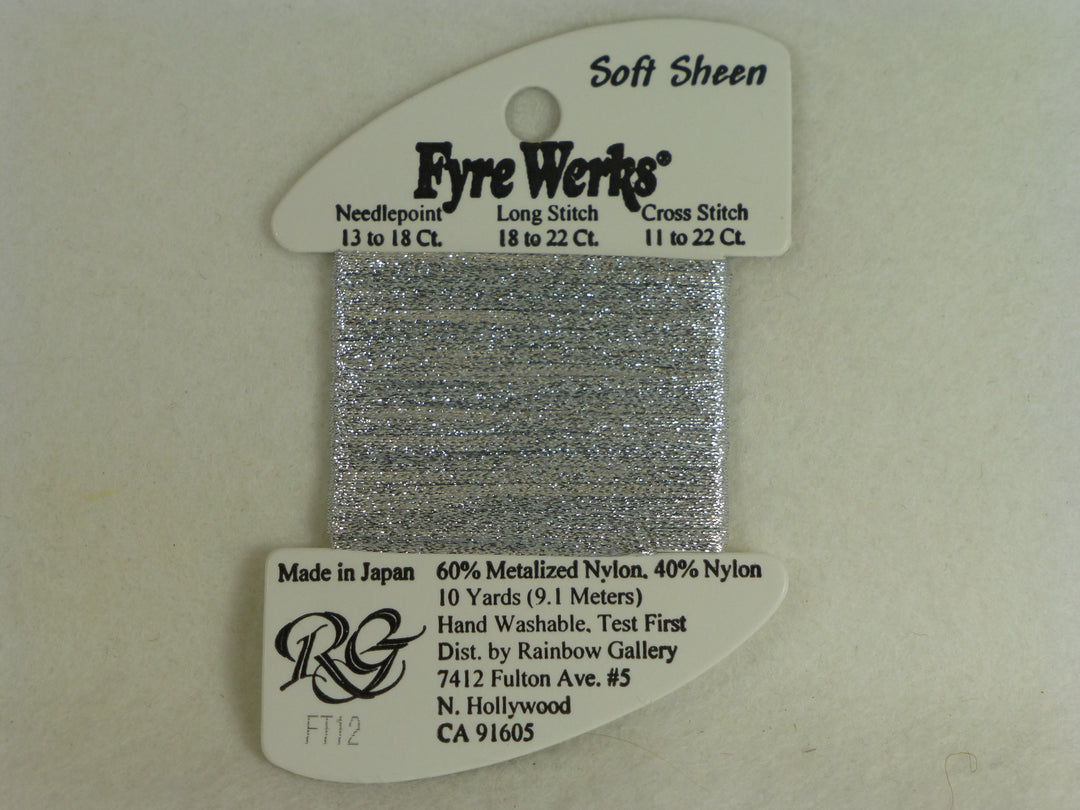 Soft Sheen
Fyre Werks®
Needlepoint Long Stitch Cross Stitch
13 to 18 Ct. 18 to 22 Ct. 11 to 22 Ct.
Made in Japan 60% Metalized Nylon, 40% Nylon
10 Yards (9.1 Meters)
Hand Washable, Test First
Dist. by Rainbow Gallery
7412 Fulton Ave. #5
N. Hollywood
CA 91605
RG
FT12